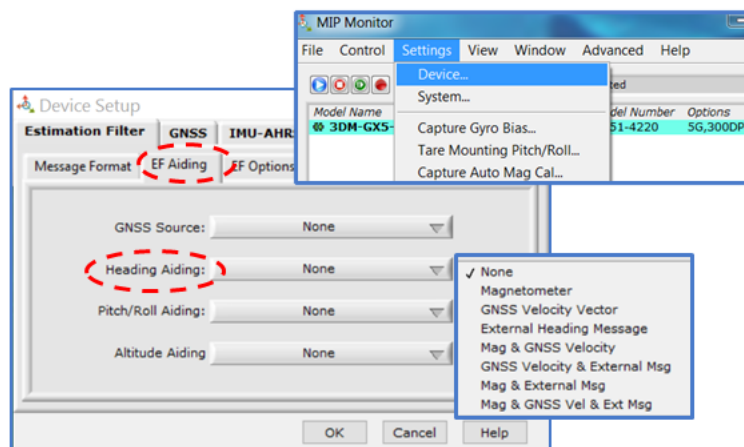 MIP Monitor
File Control Settings View Window Advanced Help
Device...
System...
Capture Gyro Bias...
Tare Mounting Pitch/Roll...
Capture Auto Mag Cal...
ted
Model Name del Number Options
3DM-GX5- 51-4220 5G,300DP
Device Setup
Estimation Filter GNSS IMU-AHR
Message Format EF Aiding EF Options
GNSS Source: None
Heading Aiding: None
Pitch/Roll Aiding: None
Altitude Aiding None
✓ None
Magnetometer
GNSS Velocity Vector
External Heading Message
Mag & GNSS Velocity
GNSS Velocity & External Msg
Mag & External Msg
Mag & GNSS Vel & Ext Msg
OK Cancel Help